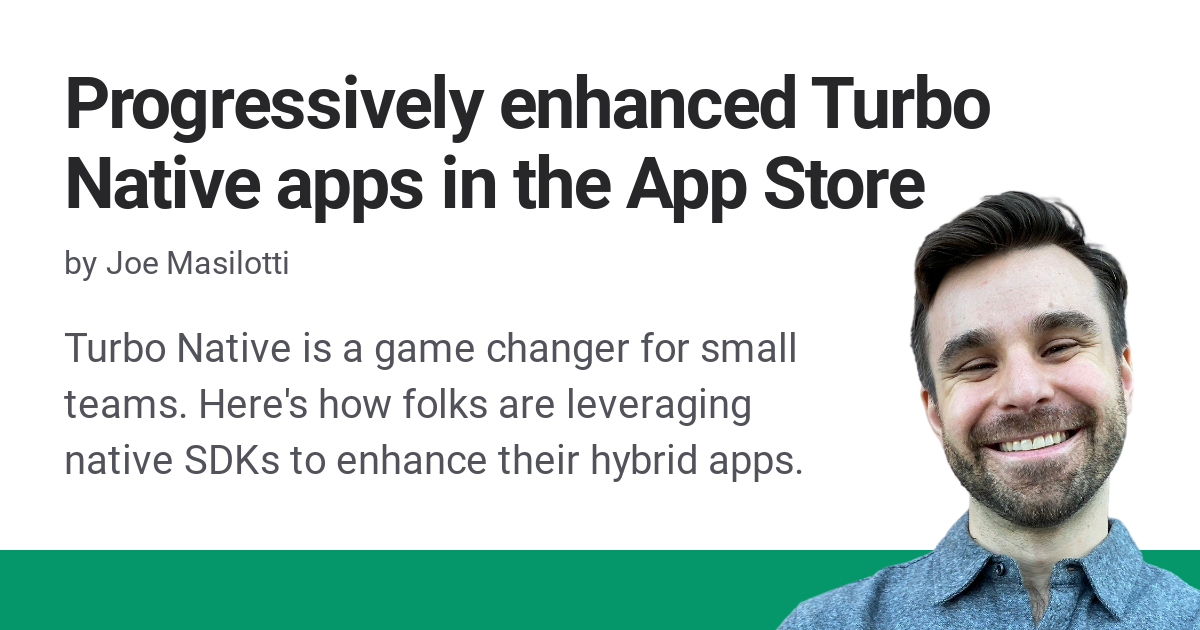 Progressively enhanced Turbo
Native apps in the App Store
by Joe Masilotti
Turbo Native is a game changer for small
teams. Here's how folks are leveraging
native SDKs to enhance their hybrid apps.